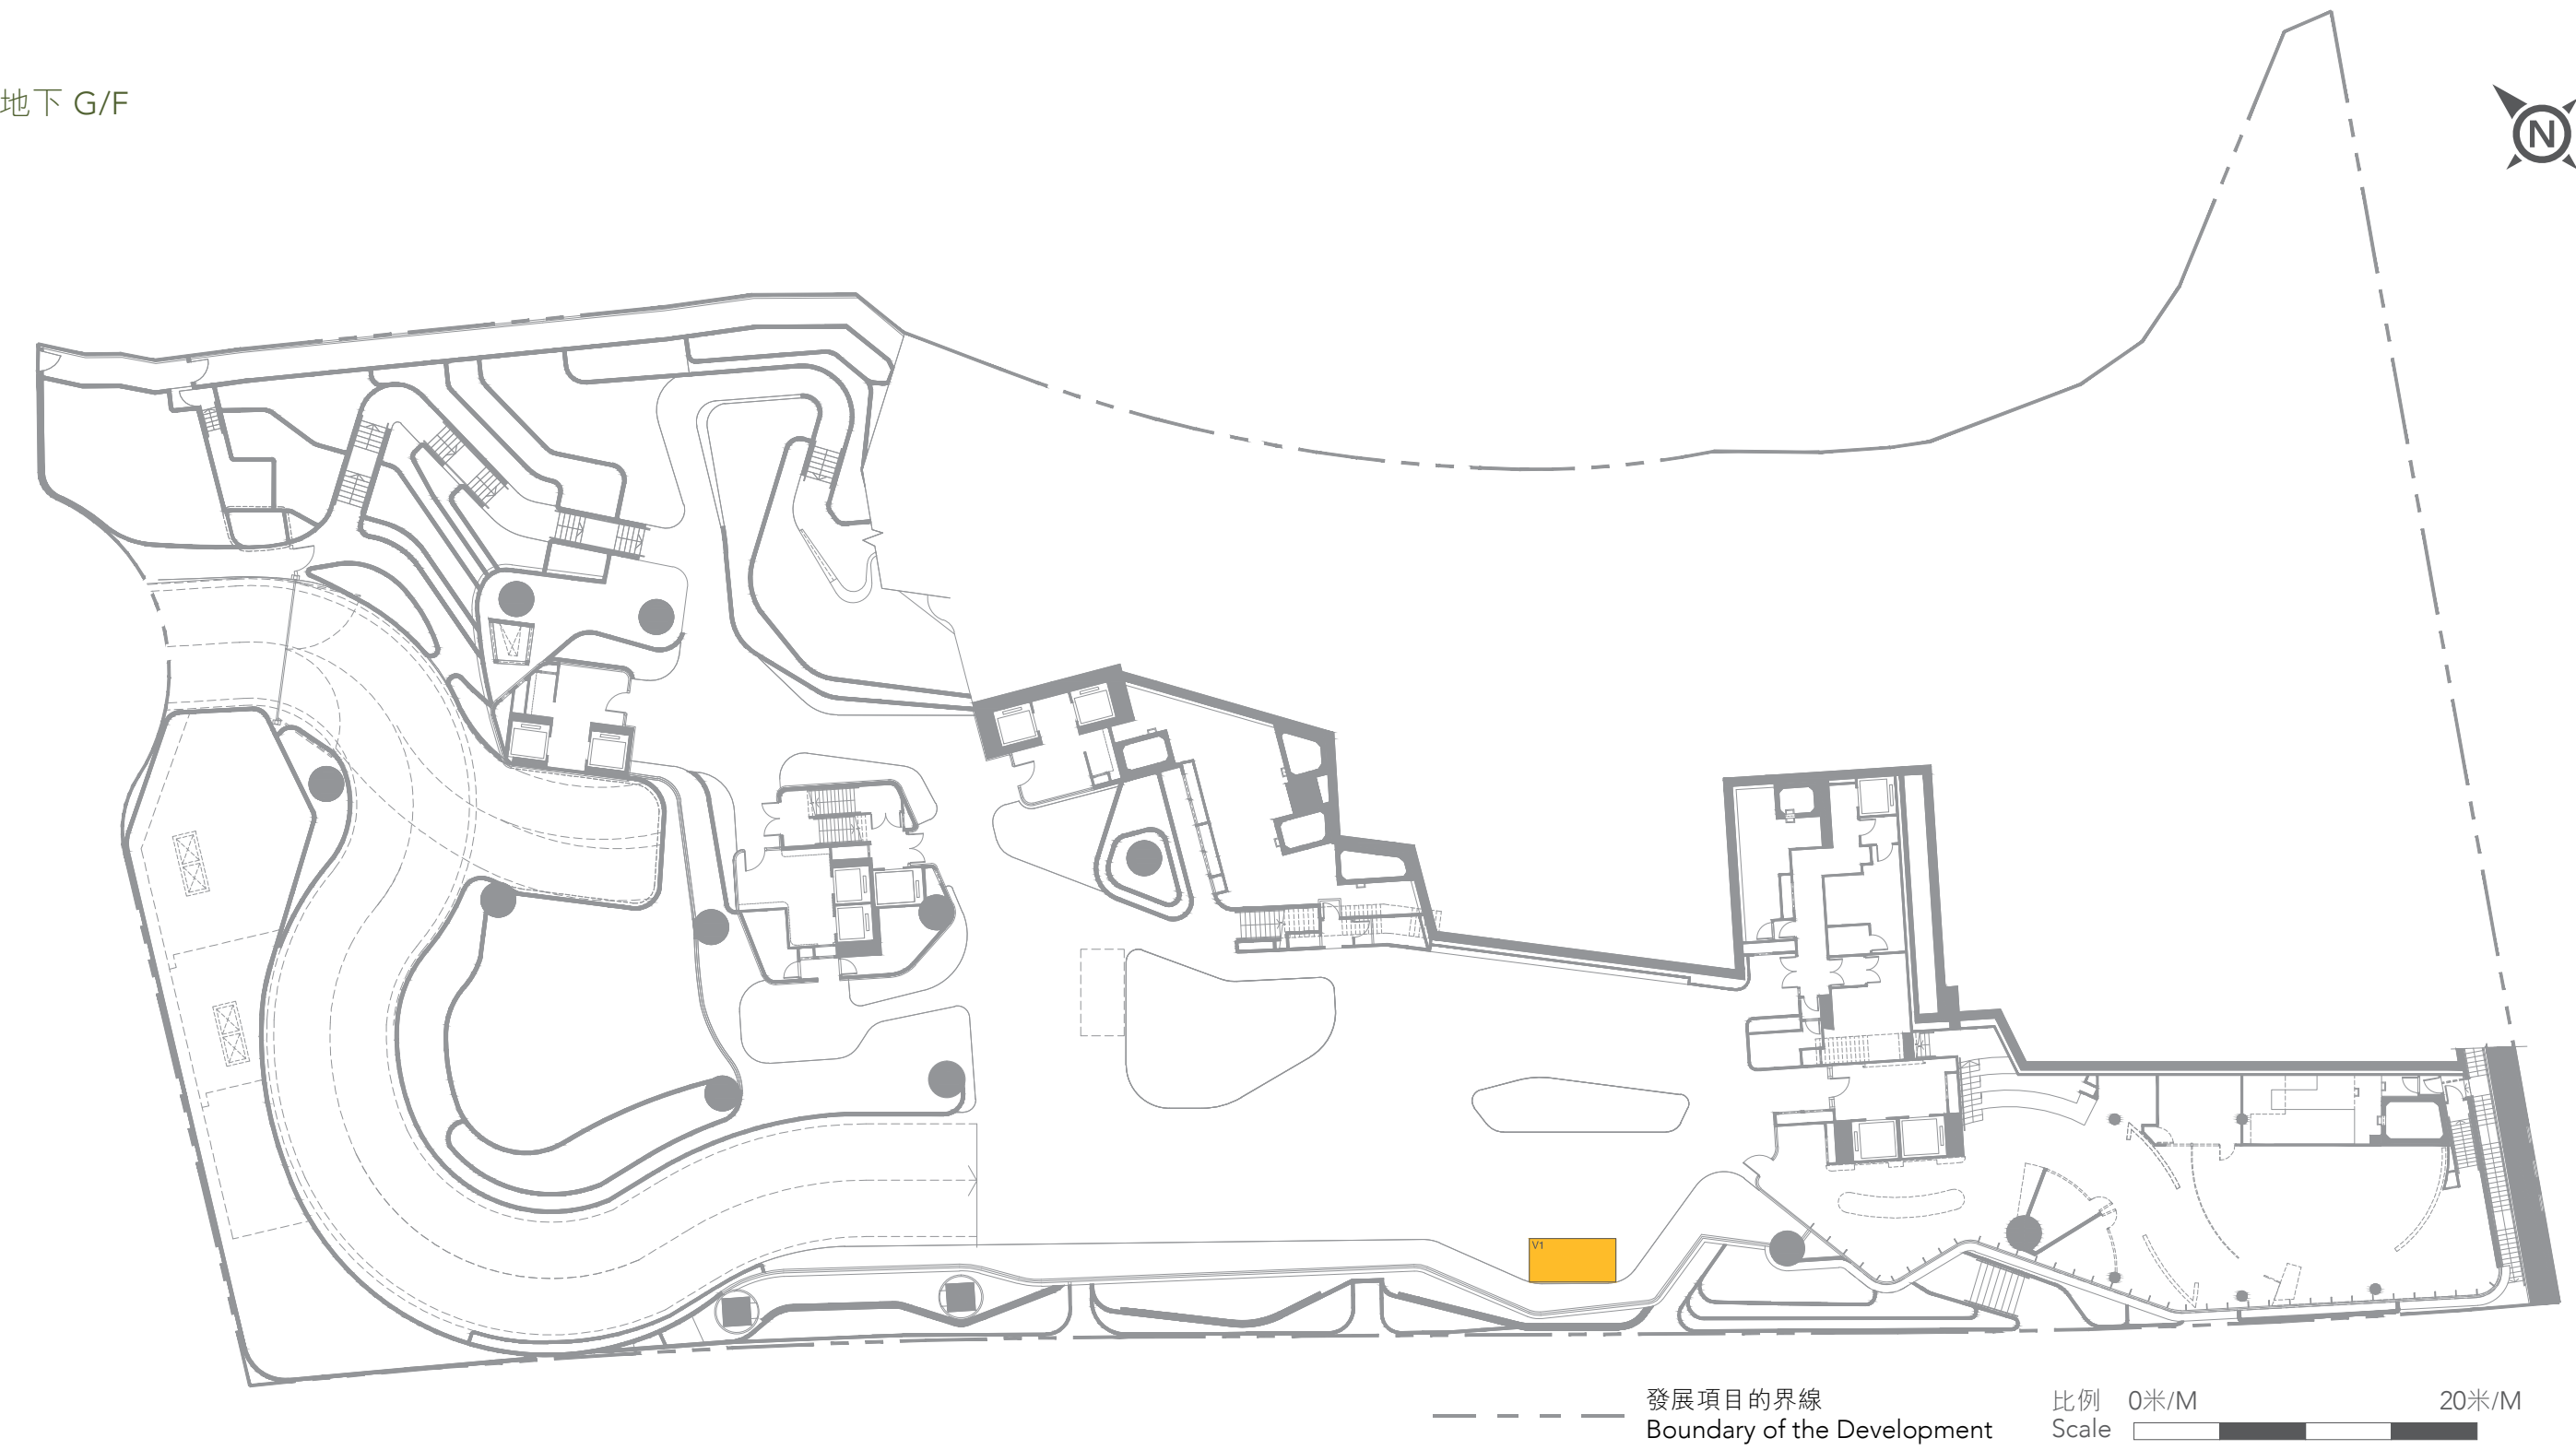 地下 G/F
N
V1
發展項目的界線
Boundary of the Development
比例 0米/M 20米/M
Scale